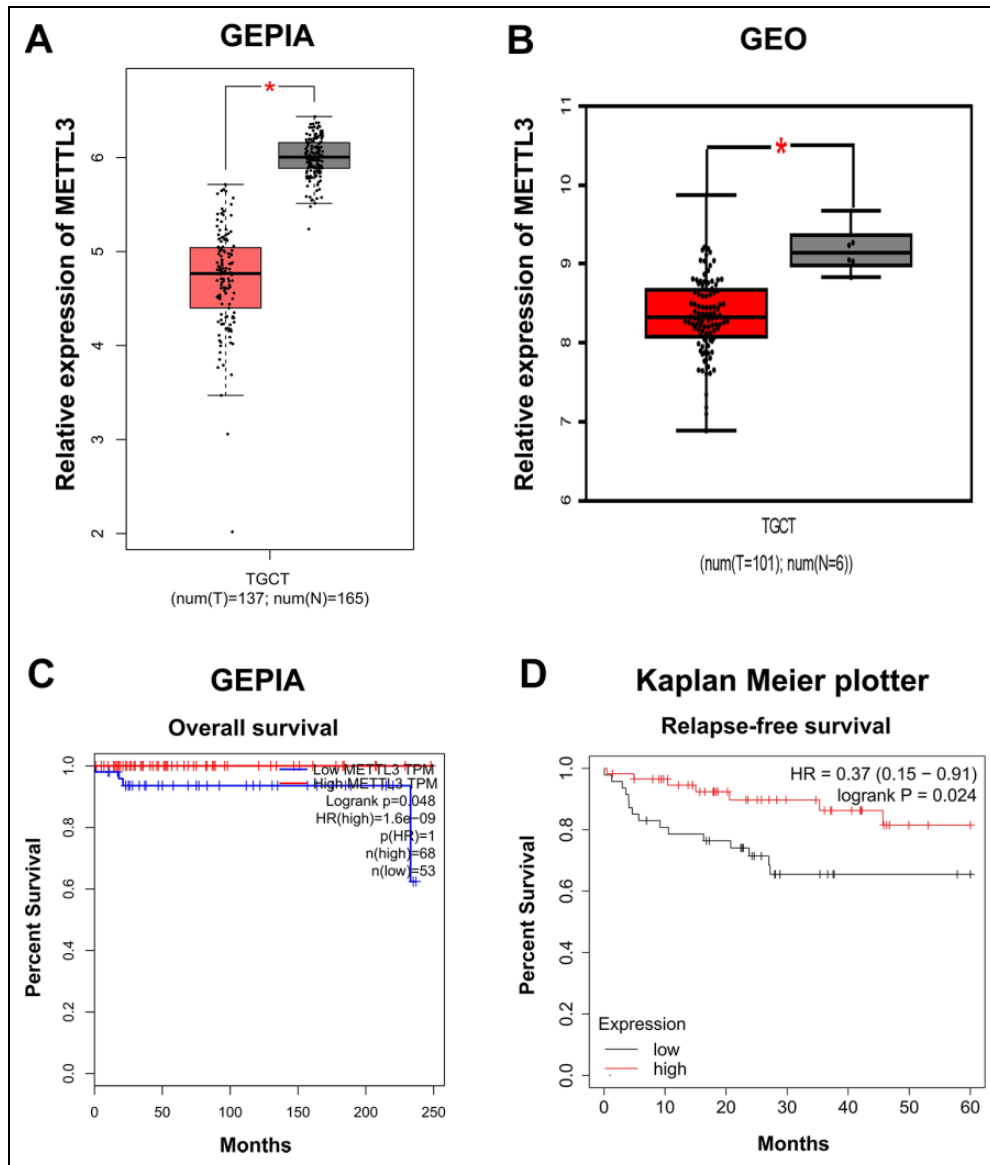 A
GEPIA
Relative expression of METTL3
6
5
4
3
2
*
TGCT
(num(T)=137; num(N)=165)
B
GEO
Relative expression of METTL3
11
10
9
8
7
6
*
TGCT
(num(T=101); num(N=6))
C
GEPIA
Overall survival
Percent Survival
1.0
0.8
0.6
0.4
0.2
0.0
Low METTL3 TPM
High METTL3 TPM
Logrank p=0.048
HR(high)=1.6e-09
p(HR)=1
n(high)=68
n(low)=53
0 50 100 150 200 250
Months
D
Kaplan Meier plotter
Relapse-free survival
Percent Survival
1.0
0.8
0.6
0.4
0.2
0.0
HR = 0.37 (0.15 − 0.91)
logrank P = 0.024
Expression
low
high
0 10 20 30 40 50 60
Months